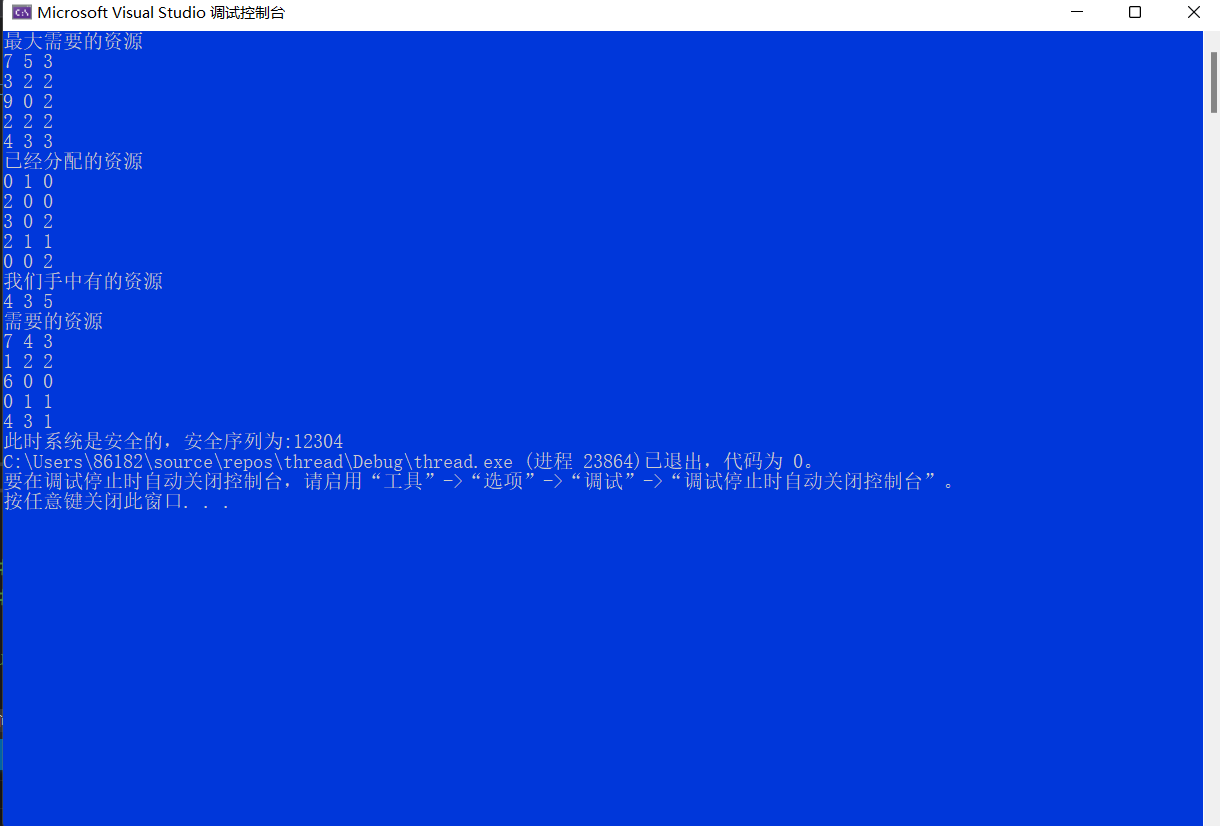 Microsoft Visual Studio 调试控制台
最大需要的资源
7 5 3
3 2 2
9 0 2
2 2 2
4 3 3
已经分配的资源
0 1 0
2 0 0
3 0 2
2 1 1
0 0 2
我们手中有的资源
4 3 5
需要的资源
7 4 3
1 2 2
6 0 0
0 1 1
4 3 1
此时系统是安全的，安全序列为:12304
C:\Users\86182\source\repos\thread\Debug\thread.exe (进程 23864)已退出，代码为 0。
要在调试停止时自动关闭控制台，请启用“工具”->“选项”->“调试”->“调试停止时自动关闭控制台”。
按任意键关闭此窗口. . .